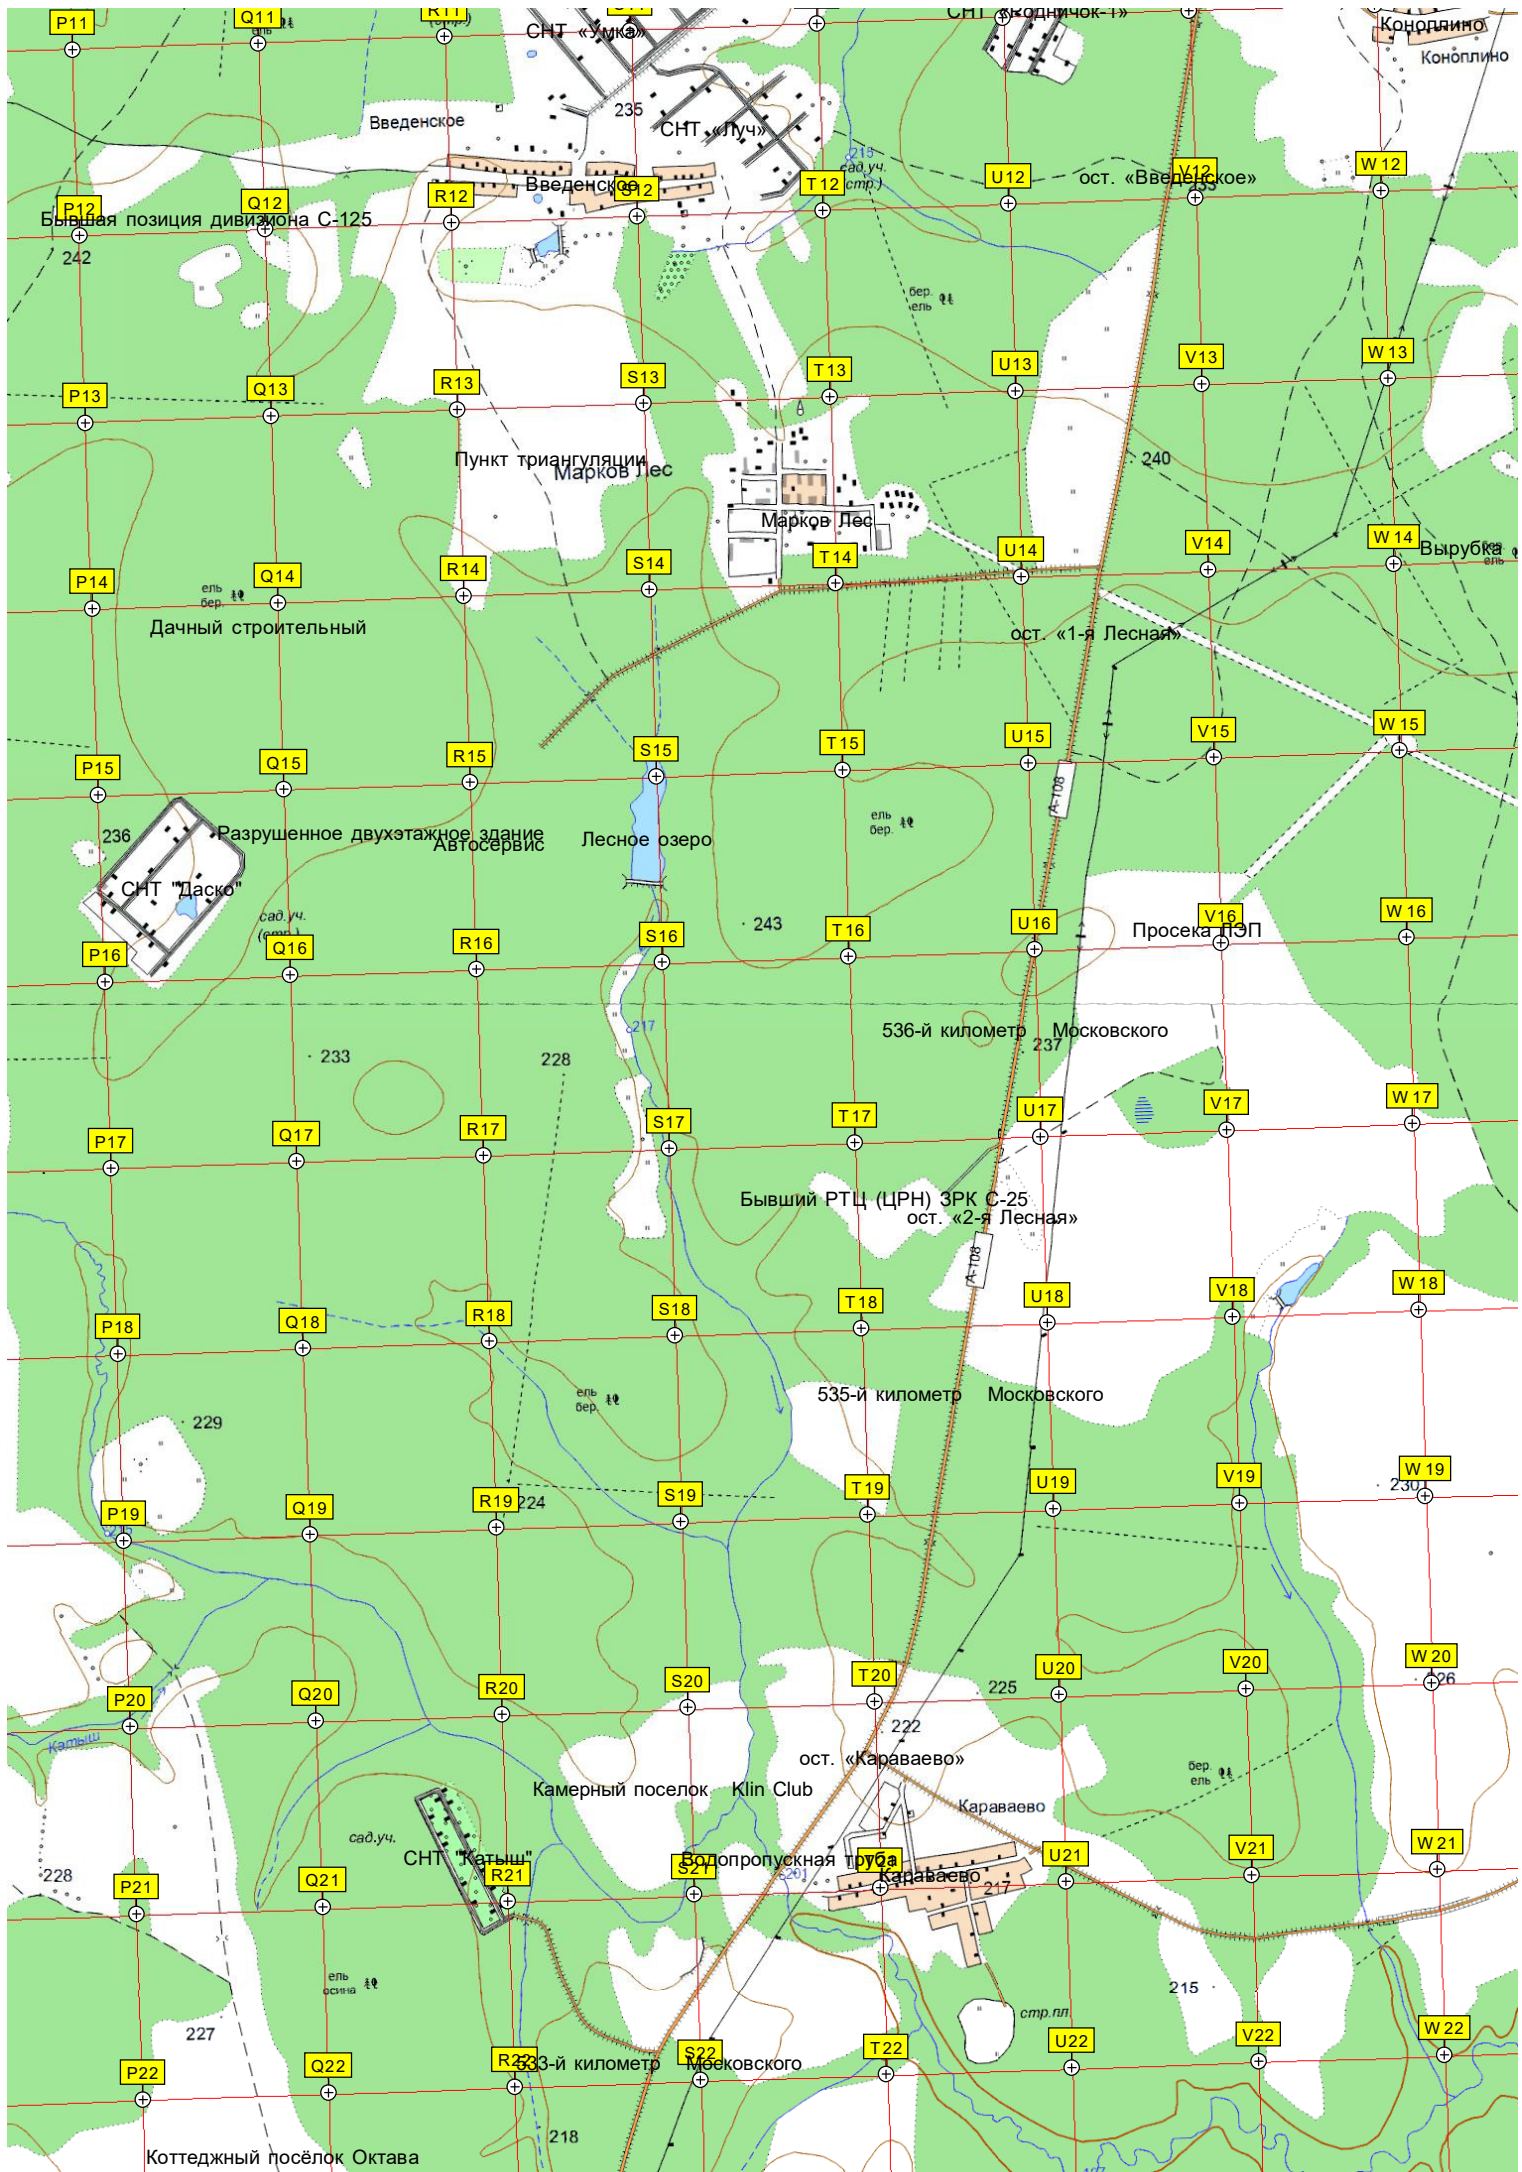 P11
Q11
ель
R11
(стр.)
СНТ «Умка»
СНТ «Родничок-1»
Коноплино
Коноплино
235
Введенское
СНТ «Луч»
215
сад.уч.
(стр.)
P12
Q12
R12
Введенское
S12
T12
U12
ост. «Введенское»
V12
W12
Бывшая позиция дивизиона С-125
242
бер.
ель
P13
Q13
R13
S13
T13
U13
V13
W13
Пункт триангуляции
Марков Лес
240
Марков Лес
P14
Q14
R14
S14
T14
U14
V14
W14
Вырубка
бер.
ель
ель
бер.
Дачный строительный
ост. «1-я Лесная»
P15
Q15
R15
S15
T15
U15
V15
W15
А-108
236
Разрушенное двухэтажное здание
Автосервис
Лесное озеро
ель
бер.
СНТ "Даско"
сад.уч.
(стр.)
243
P16
Q16
R16
S16
T16
U16
V16
W16
Просека ЛЭП
217
536-й километр Московского
237
233
228
P17
Q17
R17
S17
T17
U17
V17
W17
Бывший РТЦ (ЦРН) ЗРК С-25
ост. «2-я Лесная»
А-108
P18
Q18
R18
S18
T18
U18
V18
W18
ель
бер.
535-й километр Московского
229
P19
Q19
R19
224
S19
T19
U19
V19
230
W19
P20
Q20
R20
S20
T20
U20
V20
W20
225
222
Катыш
ост. «Караваево»
бер.
ель
Камерный поселок Klin Club
Караваево
сад.уч.
СНТ "Катыш"
Водопропускная труба
201
Караваево
217
228
P21
Q21
R21
S21
T21
U21
V21
W21
ель
осина
215
стр.пл.
227
P22
Q22
R22
533-й километр Московского
S22
T22
U22
V22
W22
218
Коттеджный посёлок Октава